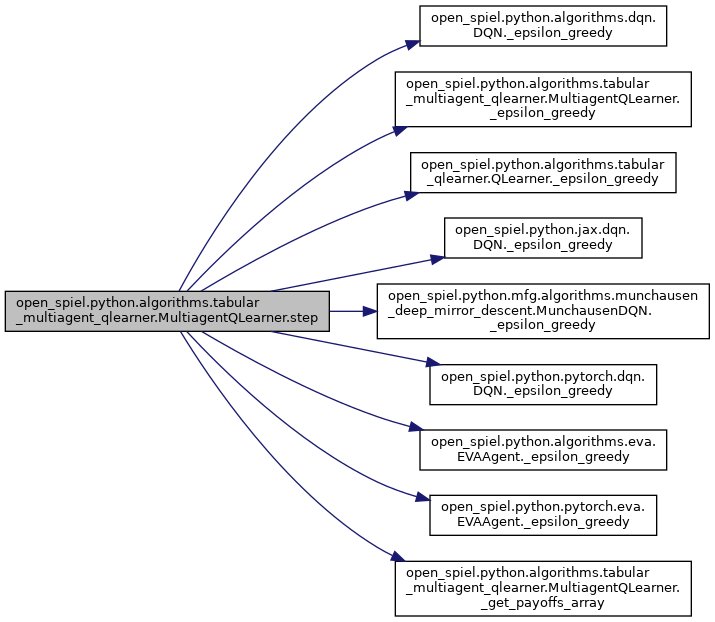 open_spiel.python.algorithms.dqn.
DQN._epsilon_greedy
open_spiel.python.algorithms.tabular
_multiagent_qlearner.MultiagentQLearner.
_epsilon_greedy
open_spiel.python.algorithms.tabular
_qlearner.QLearner._epsilon_greedy
open_spiel.python.jax.dqn.
DQN._epsilon_greedy
open_spiel.python.algorithms.tabular
_multiagent_qlearner.MultiagentQLearner.step
open_spiel.python.mfg.algorithms.munchausen
_deep_mirror_descent.MunchausenDQN.
_epsilon_greedy
open_spiel.python.pytorch.dqn.
DQN._epsilon_greedy
open_spiel.python.algorithms.eva.
EVAAgent._epsilon_greedy
open_spiel.python.pytorch.eva.
EVAAgent._epsilon_greedy
open_spiel.python.algorithms.tabular
_multiagent_qlearner.MultiagentQLearner.
_get_payoffs_array